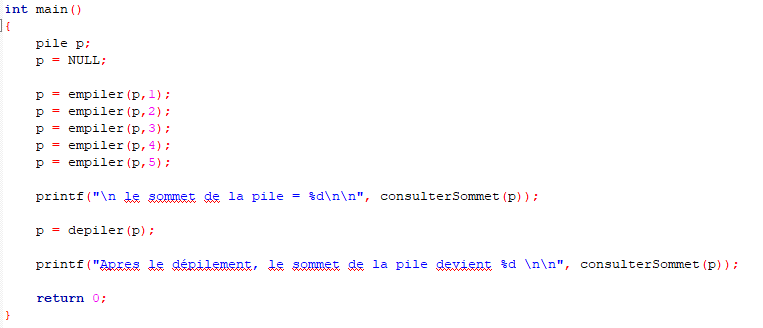 int main()
{
    pile p;
    p = NULL;

    p = empiler(p,1);
    p = empiler(p,2);
    p = empiler(p,3);
    p = empiler(p,4);
    p = empiler(p,5);

    printf("\n le sommet de la pile = %d\n\n", consulterSommet(p));

    p = depiler(p);

    printf("Apres le dépilement, le sommet de la pile devient %d \n\n", consulterSommet(p));

    return 0;
}